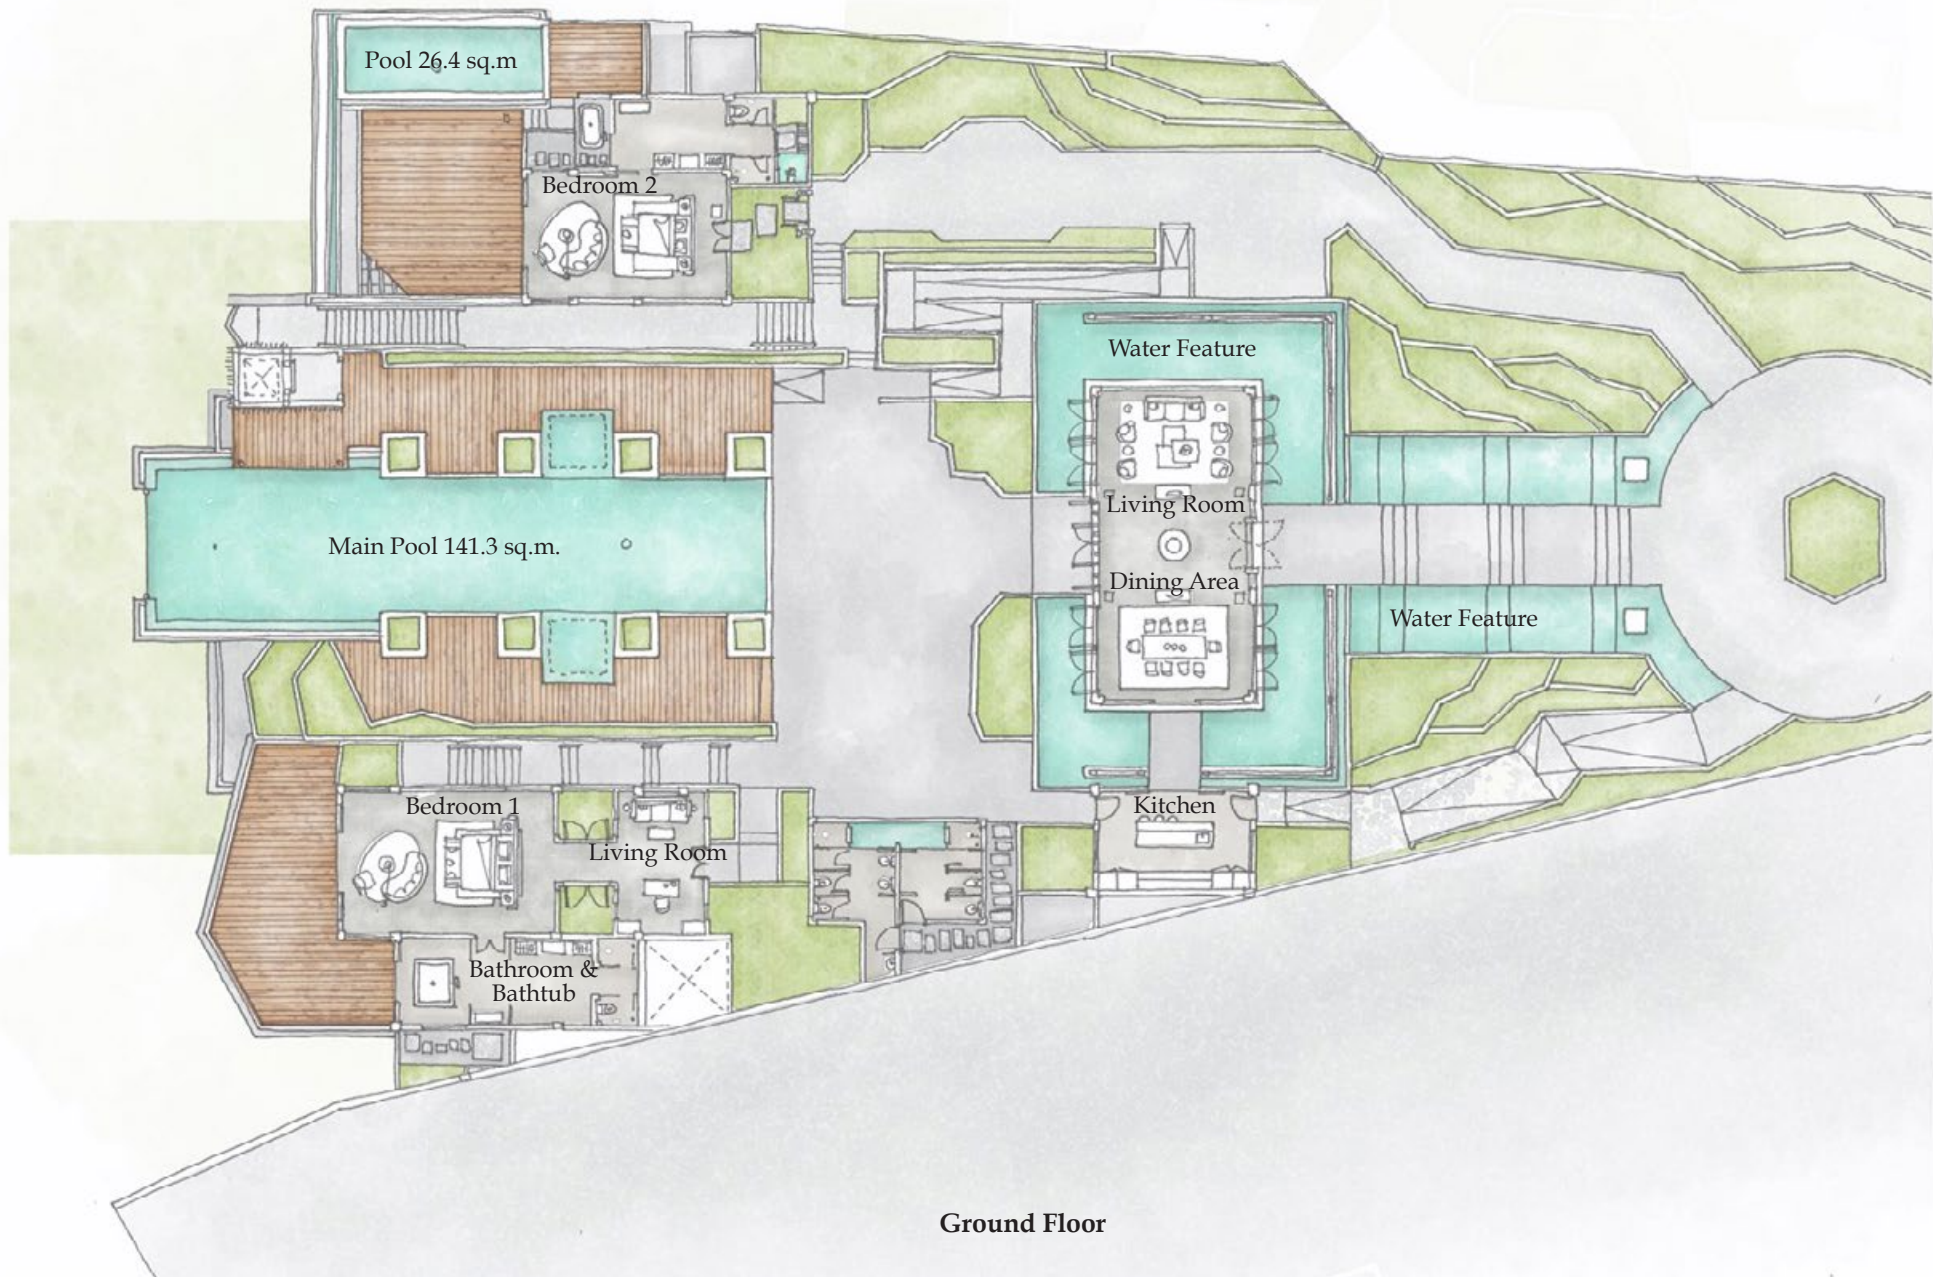 Pool 26.4 sq.m
Bedroom 2
Water Feature
Living Room
Main Pool 141.3 sq.m.
Dining Area
Water Feature
Bedroom 1
Kitchen
Living Room
Bathroom &
Bathtub
Ground Floor